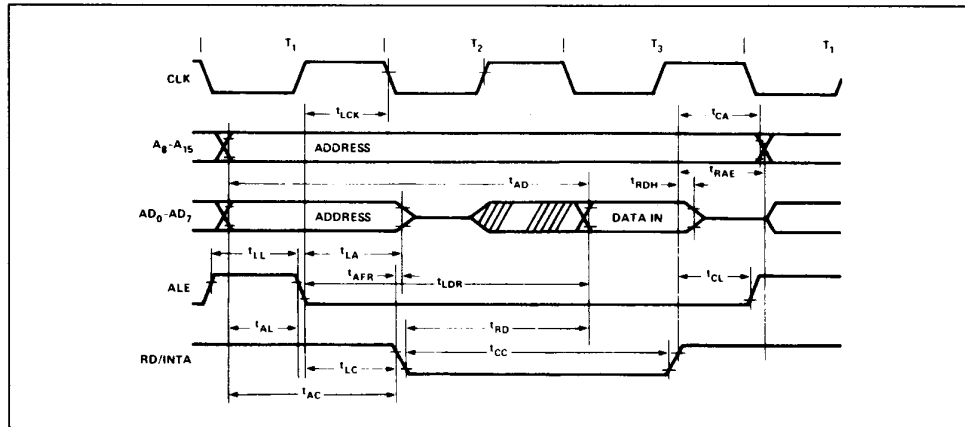 T1 T2 T3 T1
CLK
tLCK tCA
A8-A15 ADDRESS
tRAE
tAD tRDH
AD0-AD7 ADDRESS DATA IN
tLL tLA
tAFR tLDR tCL
ALE
tAL tRD
tCC
RD/INTA
tLC
tAC